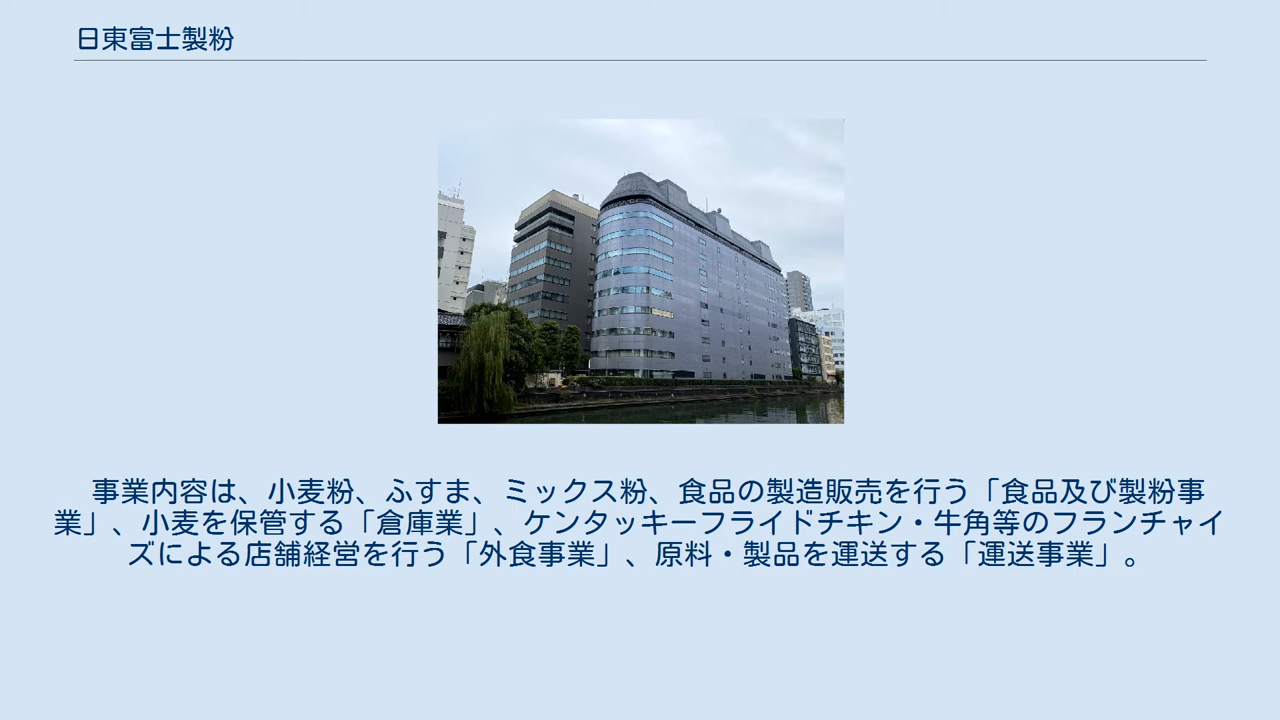 日東富士製粉
事業内容は、小麦粉、ふすま、ミックス粉、食品の製造販売を行う「食品及び製粉事
業」、小麦を保管する「倉庫業」、ケンタッキーフライドチキン・牛角等のフランチャイ
ズによる店舗経営を行う「外食事業」、原料・製品を運送する「運送事業」。